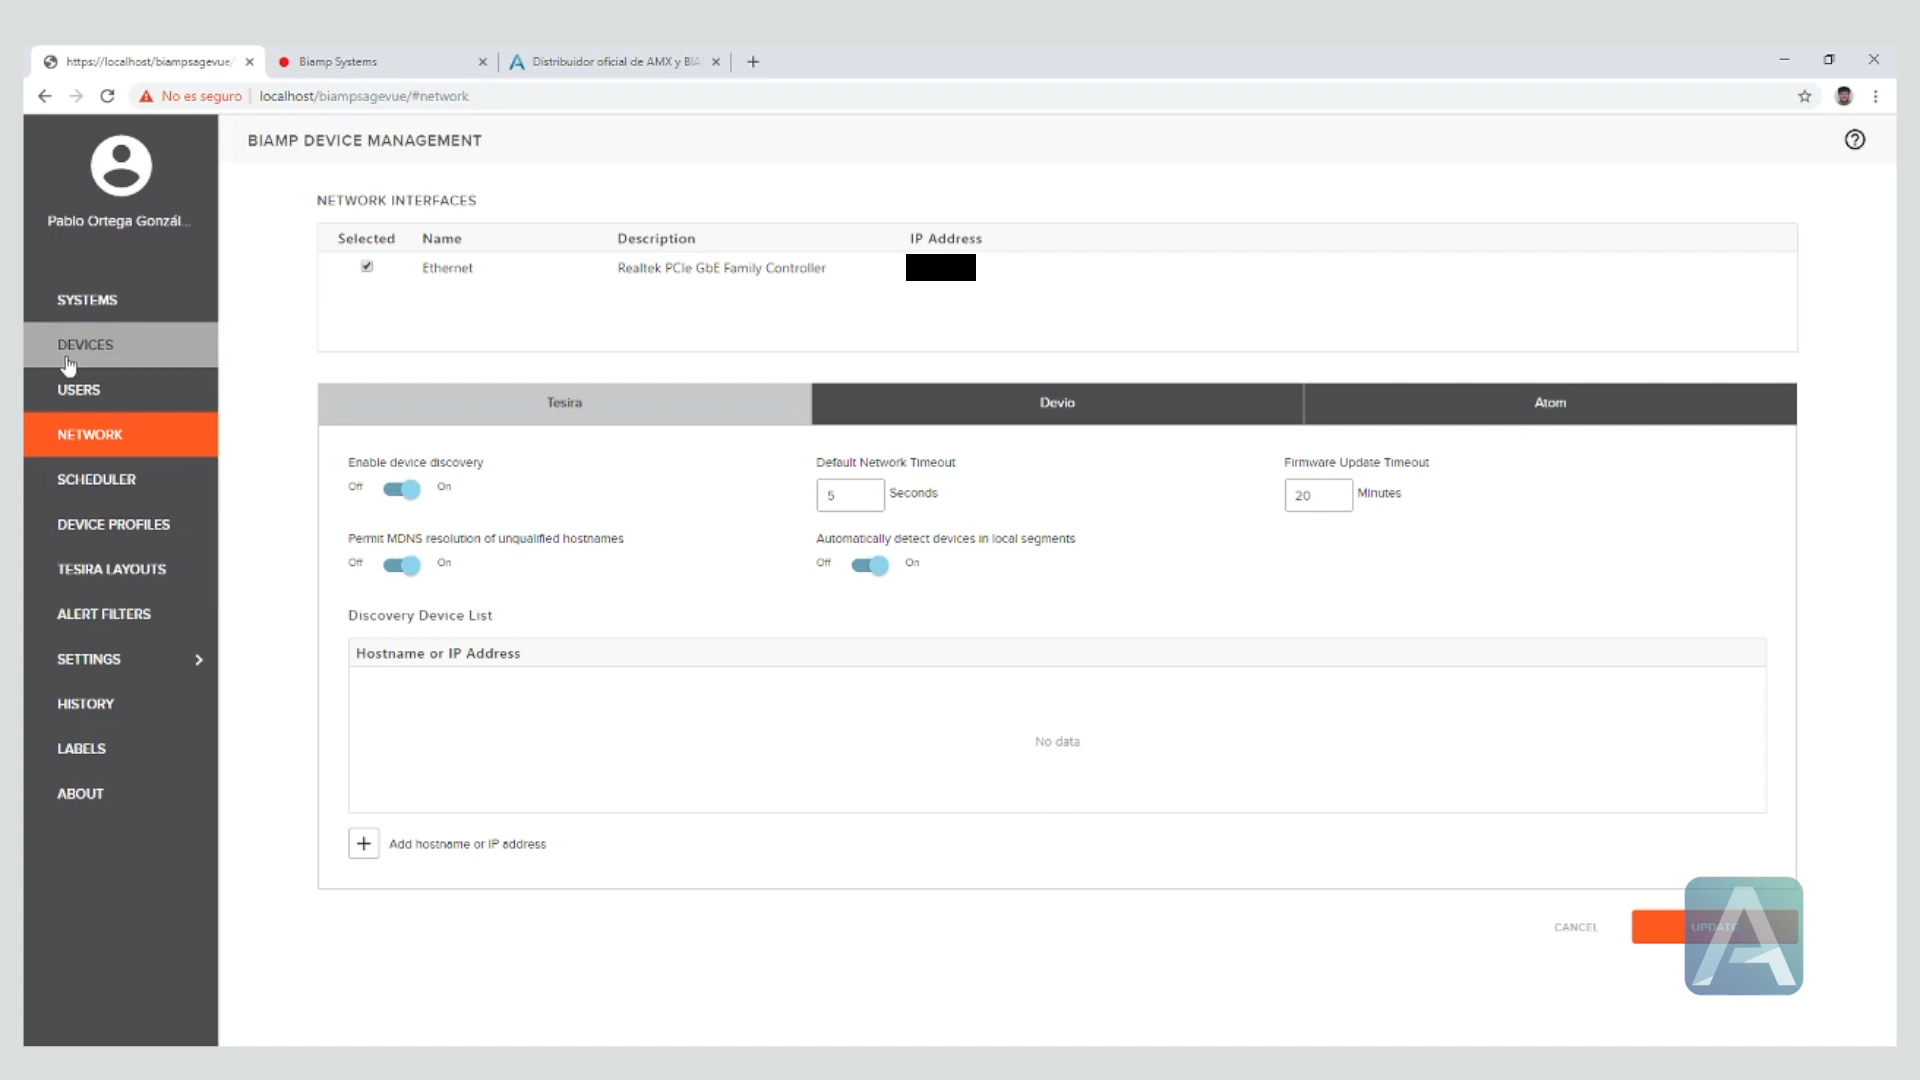 https://localhost/biampsagevue/
Biamp Systems
Distribuidor oficial de AMX y BIA
No es seguro
localhost/biampsagevue/#network
BIAMP DEVICE MANAGEMENT
Pablo Ortega Gonzál...
SYSTEMS
DEVICES
USERS
NETWORK
SCHEDULER
DEVICE PROFILES
TESIRA LAYOUTS
ALERT FILTERS
SETTINGS
HISTORY
LABELS
ABOUT
NETWORK INTERFACES
Selected Name Description IP Address
Ethernet Realtek PCIe GbE Family Controller
Tesira Devio Atom
Enable device discovery
Off On
Default Network Timeout
5 Seconds
Firmware Update Timeout
20 Minutes
Permit MDNS resolution of unqualified hostnames
Off On
Automatically detect devices in local segments
Off On
Discovery Device List
Hostname or IP Address
No data
+ Add hostname or IP address
CANCEL UPDATE